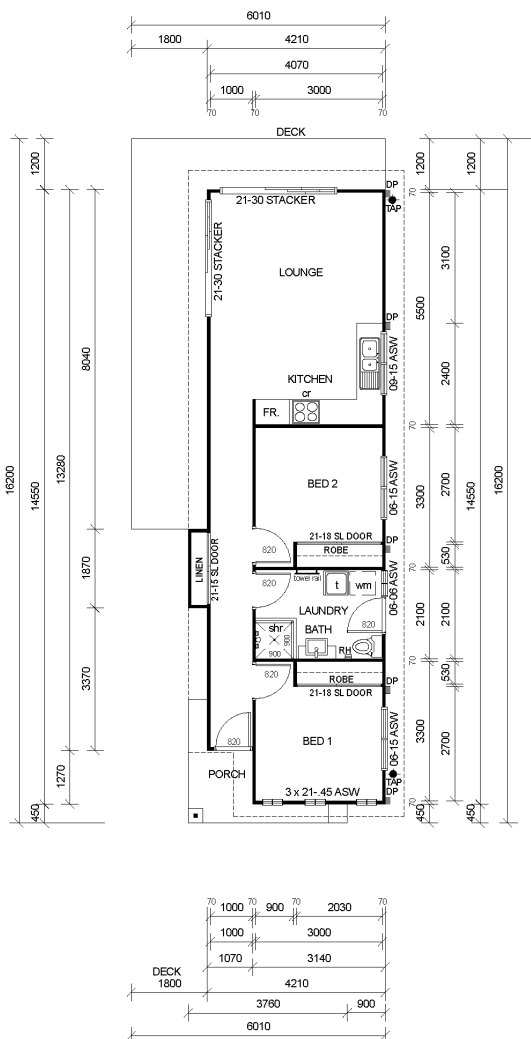 6010
1800 4210
4070
1000 3000
70 70 70
DECK
1200 1200 1200 1200
DP
70
TAP
21-30 STACKER
21-30 STACKER
LOUNGE
3100
5500
DP
8040
KITCHEN
cr
09-15 ASW
2400
FR.
70
16200 14550 13280
BED 2
06-15 ASW
3300
2700
14550 16200
21-18 SL DOOR
820
ROBE
DP
530
70
1870
LINEN
21-15 SL DOOR
820
towel rail
t
wm
06-06 ASW
LAUNDRY
BATH
820
2100 2100
shr
900
900
RH
70
820
ROBE
530
DP
21-18 SL DOOR
3370
BED 1
06-15 ASW
3300
2700
820
PORCH
TAP
DP
3 x 21-.45 ASW
1270
70
450 450 450 450
70 70 70 70
1000 900 2030
1000 3000
1070 3140
DECK
1800 4210
3760 900
6010